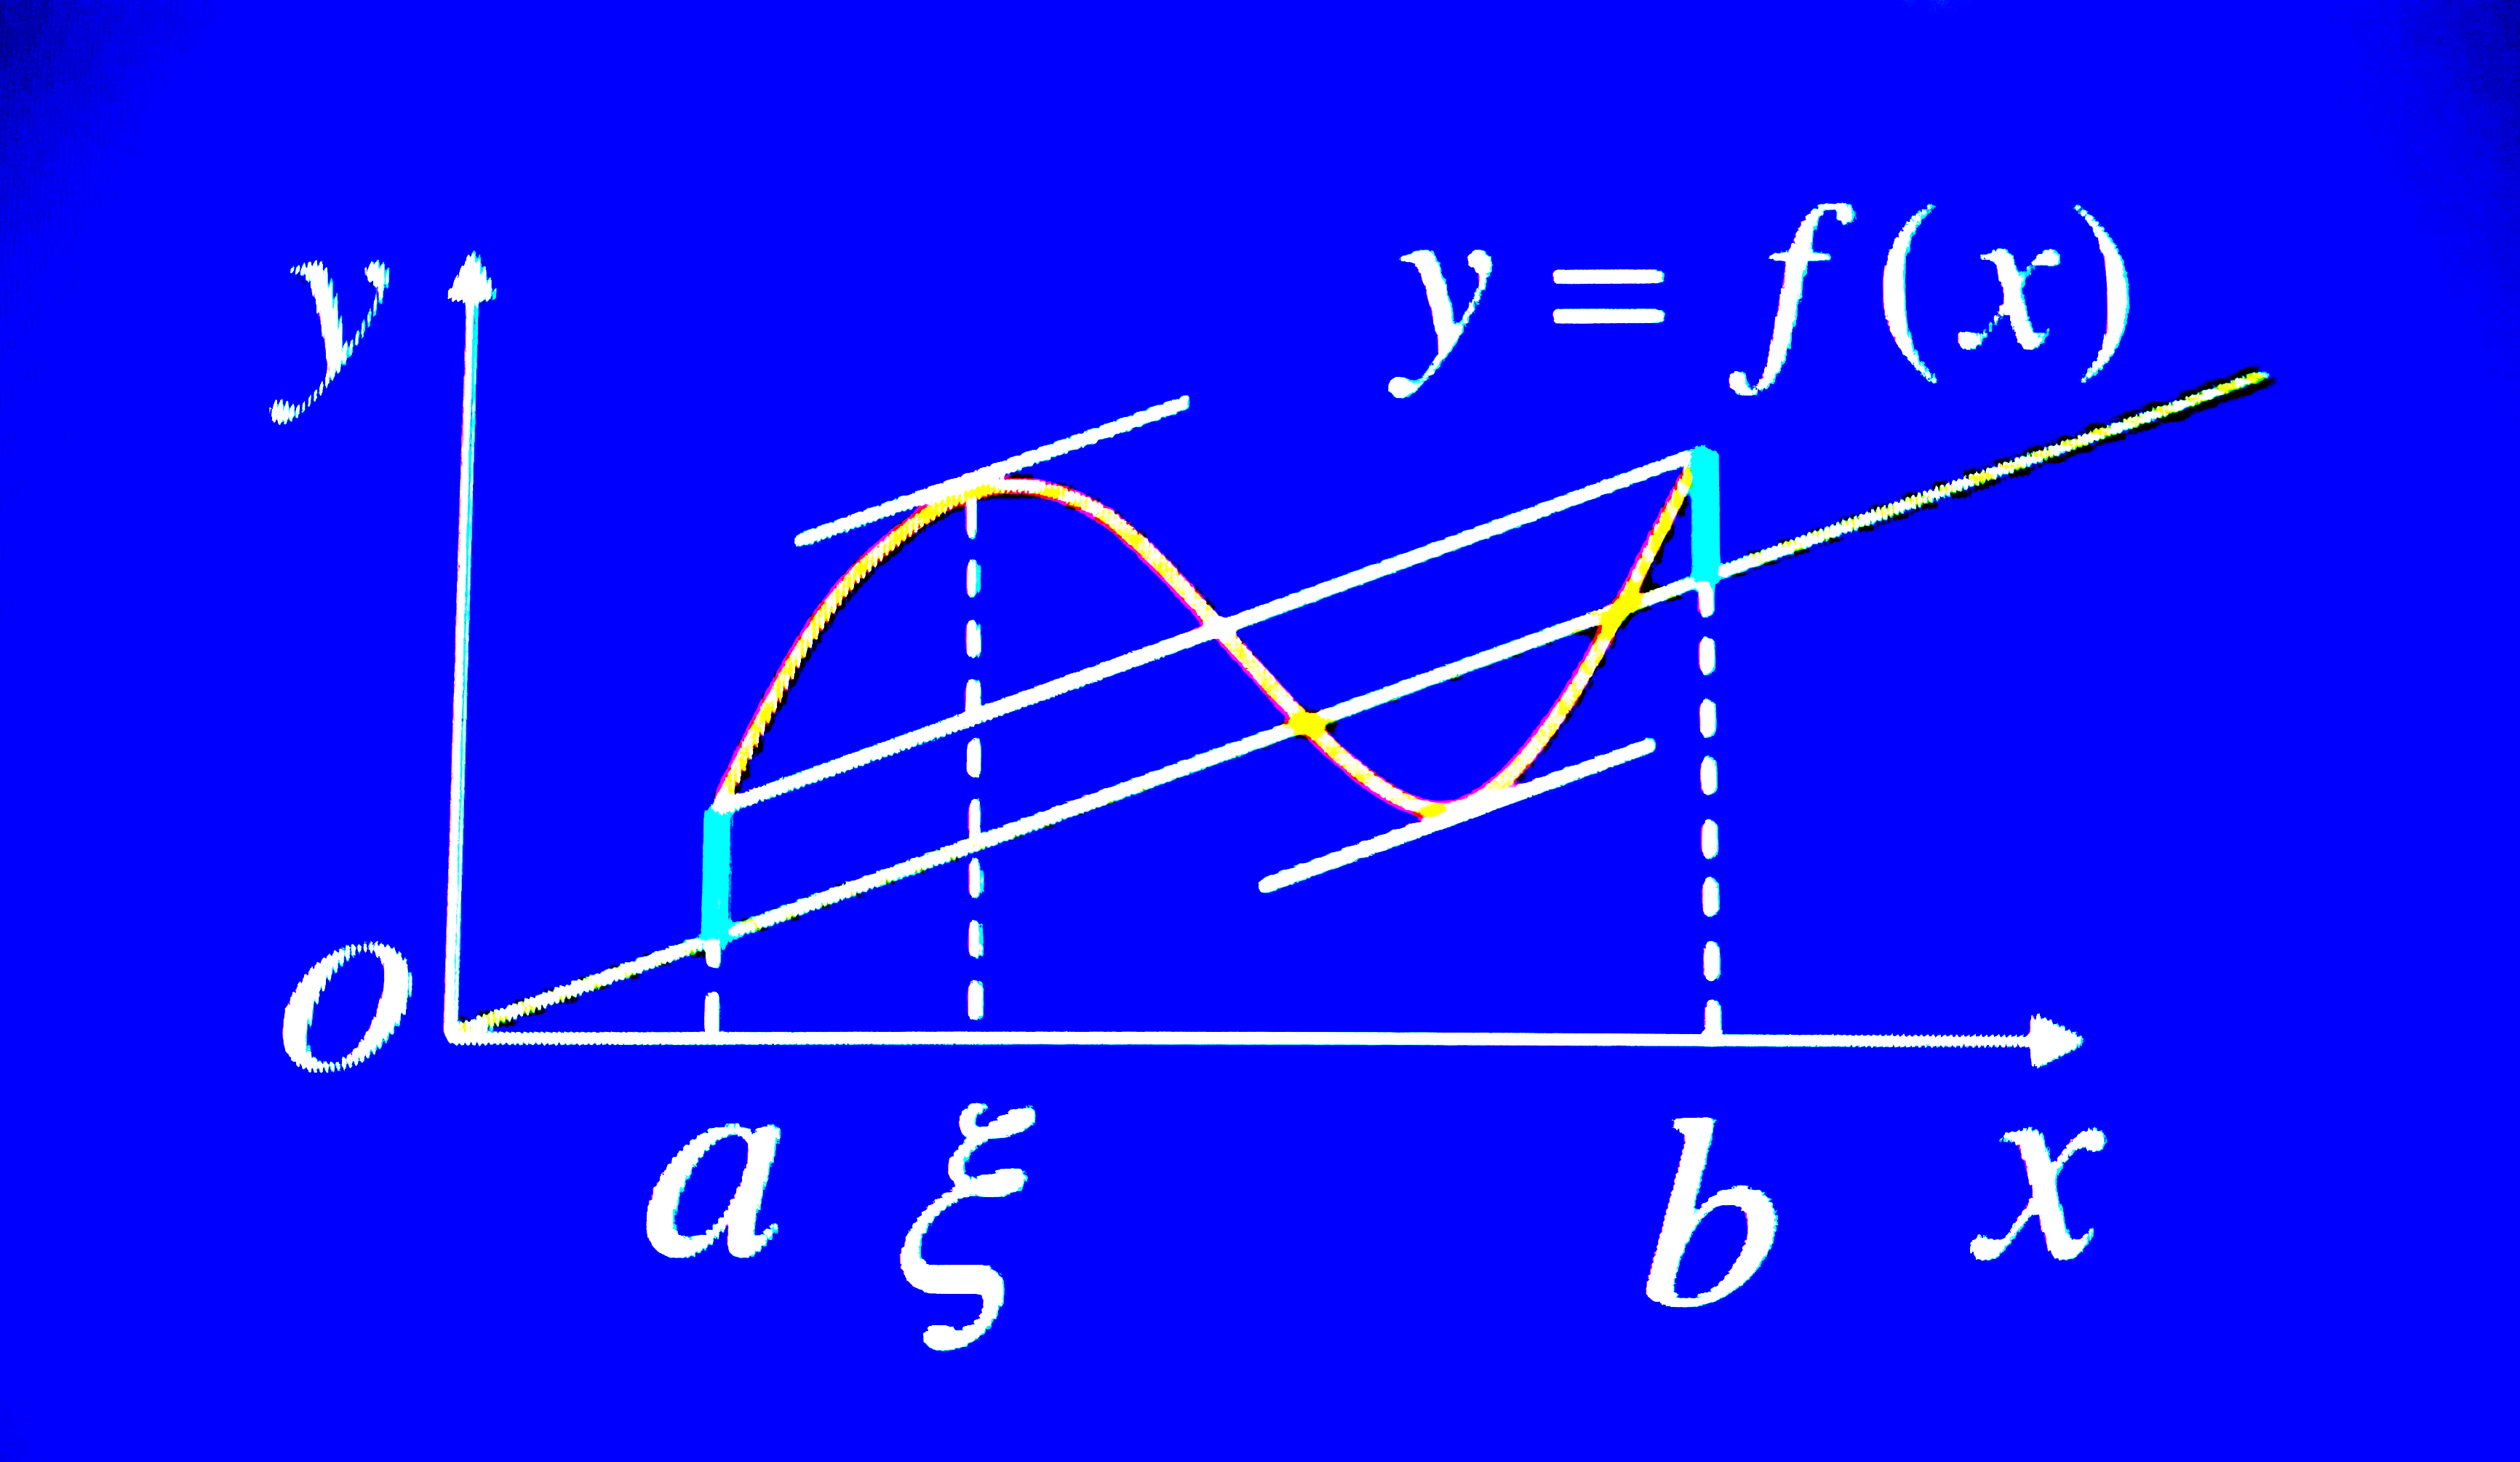 y
y = f(x)
O
a ξ b x